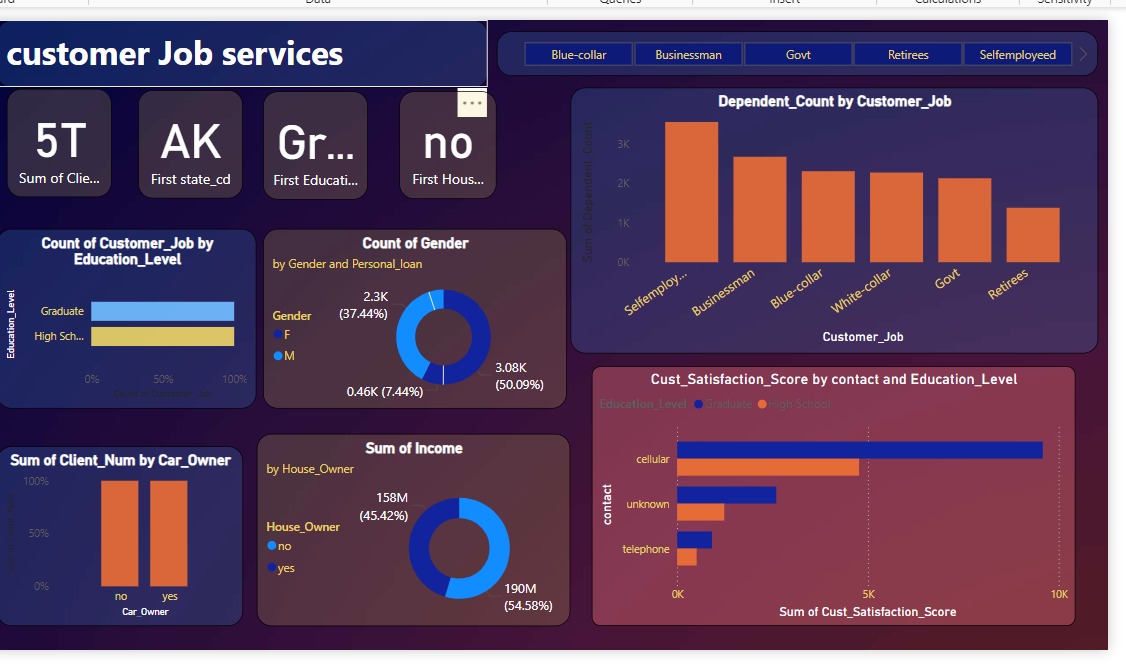 Data
Queries
Insert
Calculations
Sensitivity
customer Job services
Blue-collar
Businessman
Govt
Retirees
Selfemployeed
5T
Sum of Clie...
AK
First state_cd
Gr...
First Educati...
no
First Hous...
Dependent_Count by Customer_Job
Sum of Dependent_Count
3K
2K
1K
0K
Selfemploy...
Businessman
Blue-collar
White-collar
Govt
Retirees
Customer_Job
Count of Customer_Job by
Education_Level
Education_Level
Graduate
High Sch...
0%
50%
100%
Count of Customer_Job
Count of Gender
by Gender and Personal_loan
Gender
F
M
2.3K
(37.44%)
3.08K
(50.09%)
0.46K (7.44%)
Cust_Satisfaction_Score by contact and Education_Level
Education_Level
Graduate
High School
contact
cellular
unknown
telephone
0K
5K
10K
Sum of Cust_Satisfaction_Score
Sum of Client_Num by Car_Owner
100%
50%
0%
no
yes
Car_Owner
Sum of Income
by House_Owner
House_Owner
no
yes
158M
(45.42%)
190M
(54.58%)